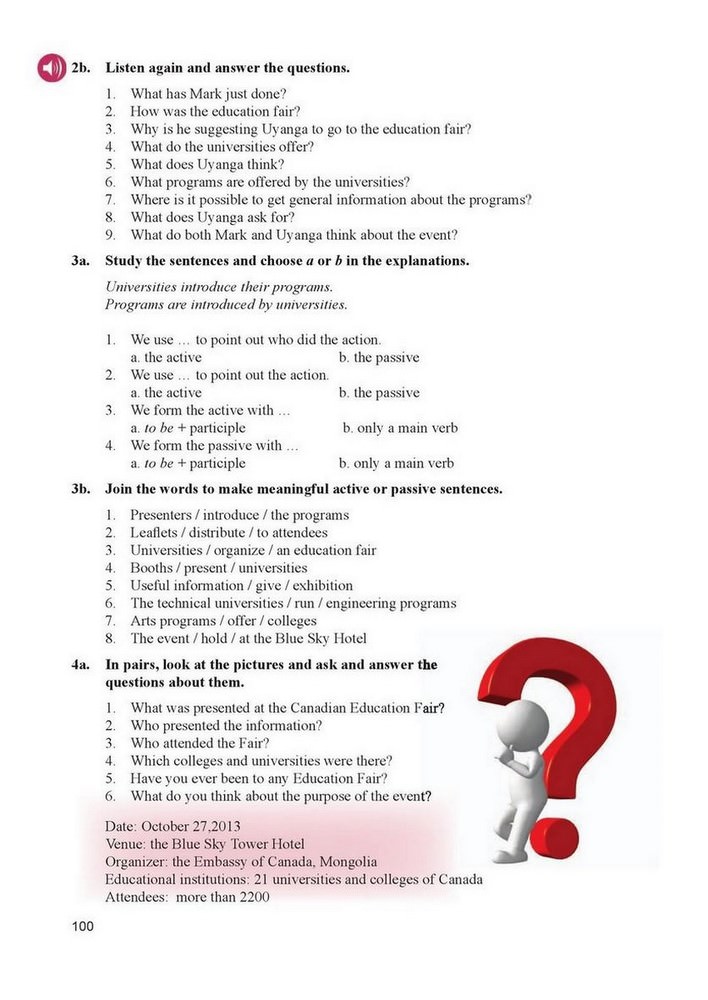 2b. Listen again and answer the questions.
1. What has Mark just done?
2. How was the education fair?
3. Why is he suggesting Uyanga to go to the education fair?
4. What do the universities offer?
5. What does Uyanga think?
6. What programs are offered by the universities?
7. Where is it possible to get general information about the programs?
8. What does Uyanga ask for?
9. What do both Mark and Uyanga think about the event?
3a. Study the sentences and choose a or b in the explanations.
Universities introduce their programs.
Programs are introduced by universities.
1. We use … to point out who did the action.
a. the active b. the passive
2. We use … to point out the action.
a. the active b. the passive
3. We form the active with …
a. to be + participle b. only a main verb
4. We form the passive with …
a. to be + participle b. only a main verb
3b. Join the words to make meaningful active or passive sentences.
1. Presenters / introduce / the programs
2. Leaflets / distribute / to attendees
3. Universities / organize / an education fair
4. Booths / present / universities
5. Useful information / give / exhibition
6. The technical universities / run / engineering programs
7. Arts programs / offer / colleges
8. The event / hold / at the Blue Sky Hotel
4a. In pairs, look at the pictures and ask and answer the
questions about them.
1. What was presented at the Canadian Education Fair?
2. Who presented the information?
3. Who attended the Fair?
4. Which colleges and universities were there?
5. Have you ever been to any Education Fair?
6. What do you think about the purpose of the event?
Date: October 27,2013
Venue: the Blue Sky Tower Hotel
Organizer: the Embassy of Canada, Mongolia
Educational institutions: 21 universities and colleges of Canada
Attendees: more than 2200
100